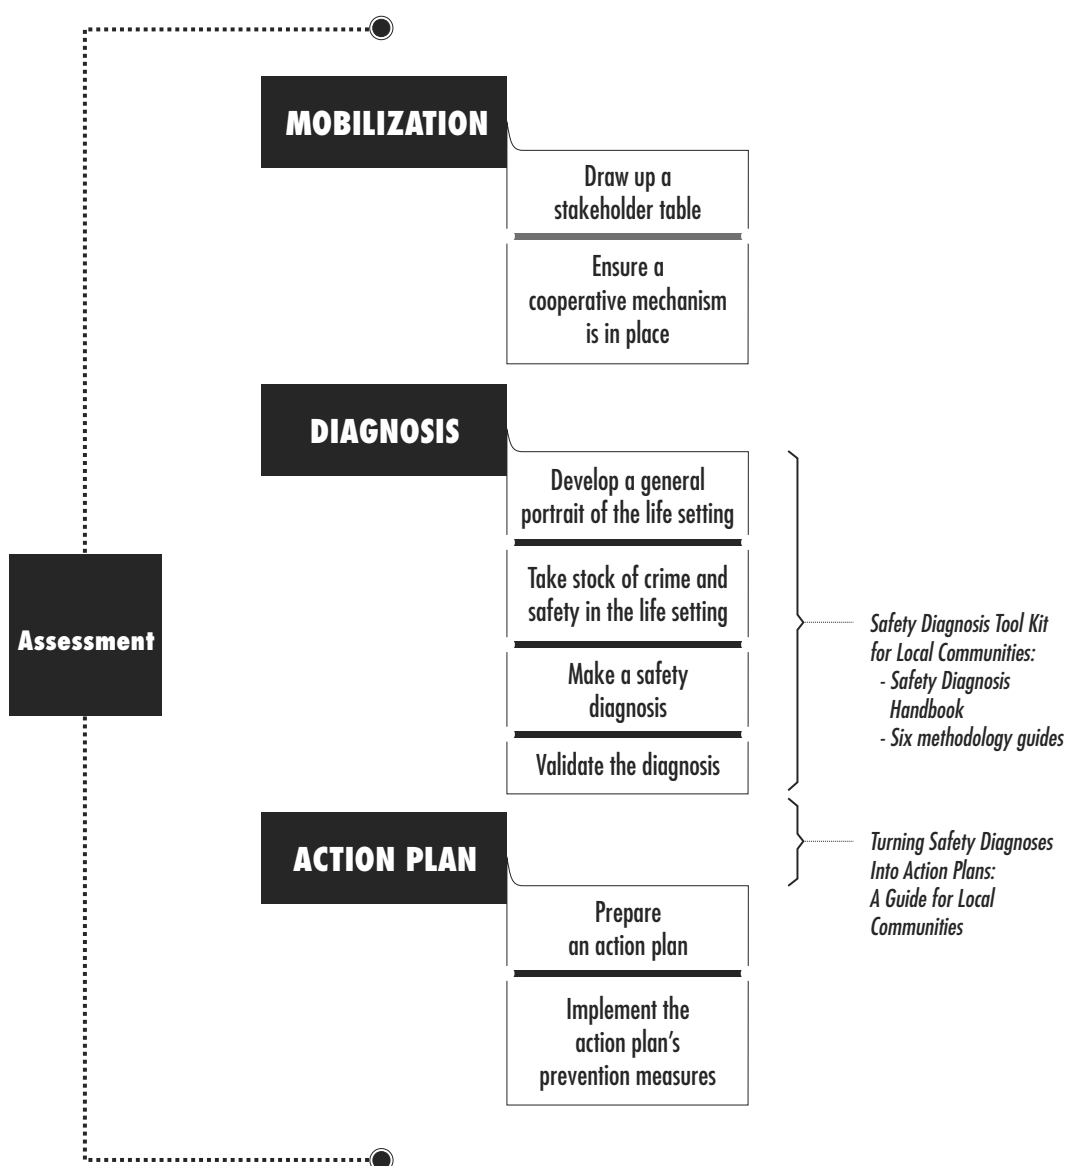 MOBILIZATION
Draw up a
stakeholder table
Ensure a
cooperative mechanism
is in place
DIAGNOSIS
Develop a general
portrait of the life setting
Take stock of crime and
safety in the life setting
Make a safety
diagnosis
Validate the diagnosis
Assessment
Safety Diagnosis Tool Kit
for Local Communities:
- Safety Diagnosis
Handbook
- Six methodology guides
ACTION PLAN
Prepare
an action plan
Implement the
action plan’s
prevention measures
Turning Safety Diagnoses
Into Action Plans:
A Guide for Local
Communities